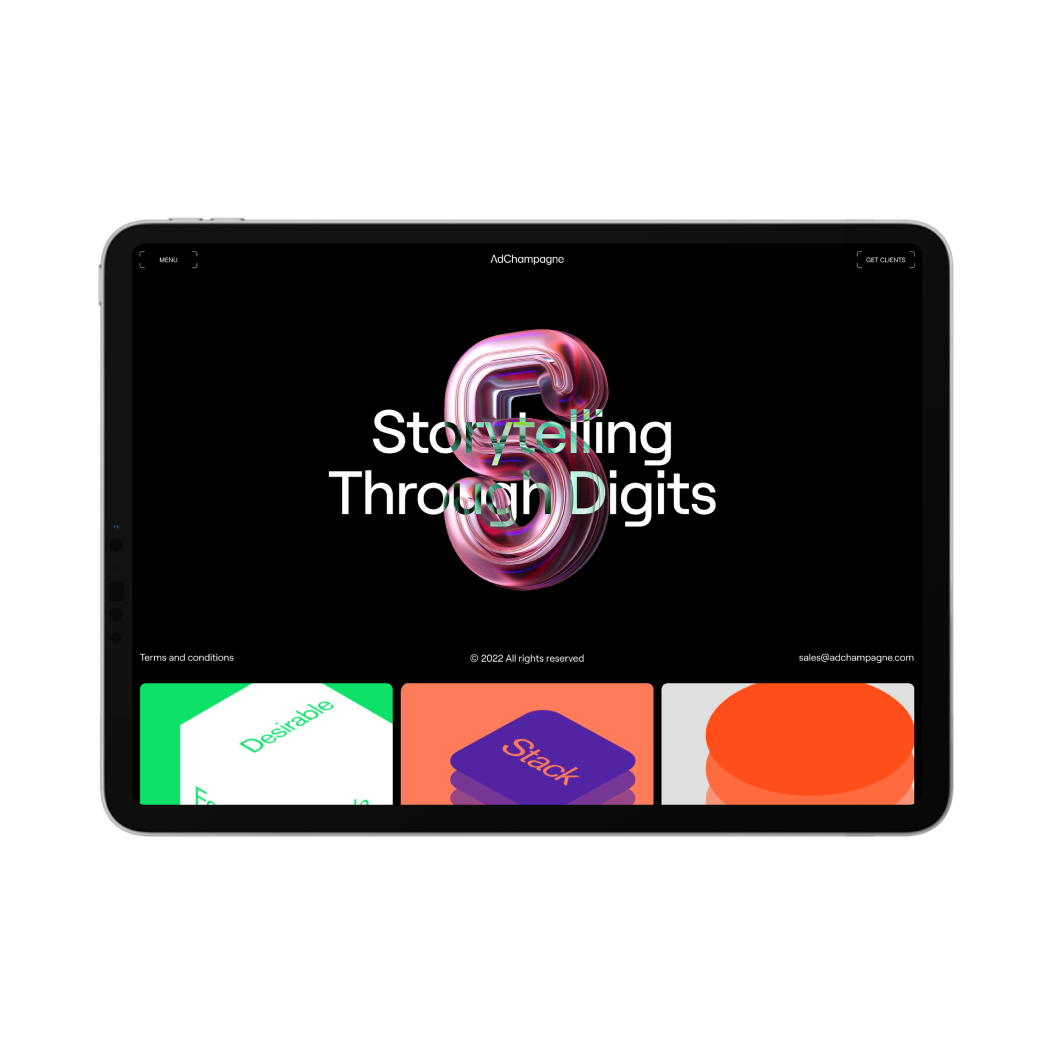 MENU
AdChampagne
GET CLIENTS
5
Storytelling
Through Digits
Terms and conditions
© 2022 All rights reserved
sales@adchampagne.com
Desirable
Stack